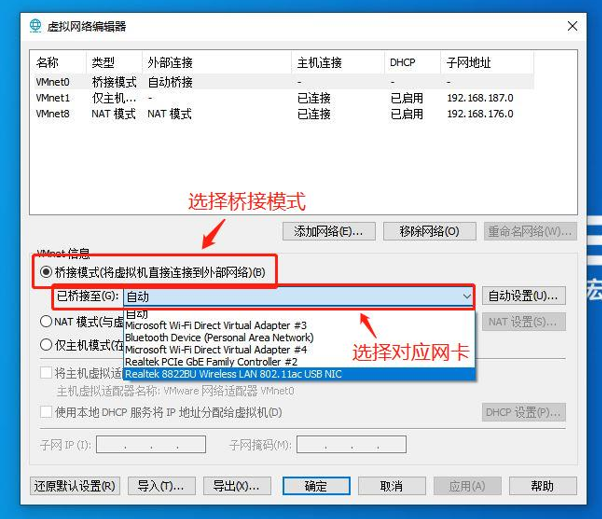 虚拟网络编辑器
名称 类型 外部连接 主机连接 DHCP 子网地址
VMnet0 桥接模式 自动桥接 - - -
VMnet1 仅主机... - 已连接 已启用 192.168.187.0
VMnet8 NAT 模式 NAT 模式 已连接 已启用 192.168.176.0
选择桥接模式
添加网络(E)... 移除网络(O) 重命名网络(W)...
VMnet 信息
桥接模式(将虚拟机直接连接到外部网络)(B)
已桥接至(G): 自动 自动设置(U)...
自动
NAT 模式(与虚 Microsoft Wi-Fi Direct Virtual Adapter #3 NAT 设置(S)...
Bluetooth Device (Personal Area Network)
仅主机模式(在 Microsoft Wi-Fi Direct Virtual Adapter #4 选择对应网卡
Realtek PCIe GbE Family Controller #2
将主机虚拟适 Realtek 8822BU Wireless LAN 802.11ac USB NIC
主机虚拟适配器名称: VMware 网络适配器 VMnet0
使用本地 DHCP 服务将 IP 地址分配给虚拟机(D) DHCP 设置(P)...
子网 IP (I): . . . 子网掩码(M): . . .
还原默认设置(R) 导入(T)... 导出(X)... 确定 取消 应用(A) 帮助